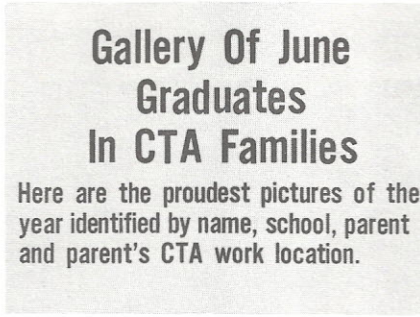 Gallery Of June
Graduates
In CTA Families
Here are the proudest pictures of the
year identified by name, school, parent
and parent's CTA work location.